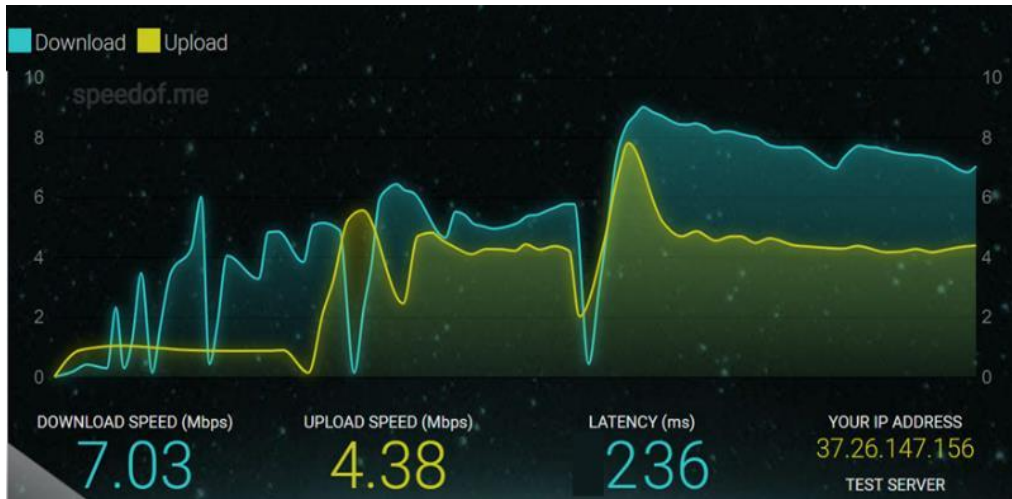 Download Upload
10 10
speedof.me
8 8
6 6
4 4
2 2
0 0
DOWNLOAD SPEED (Mbps) UPLOAD SPEED (Mbps) LATENCY (ms) YOUR IP ADDRESS
7.03 4.38 236 37.26.147.156
TEST SERVER